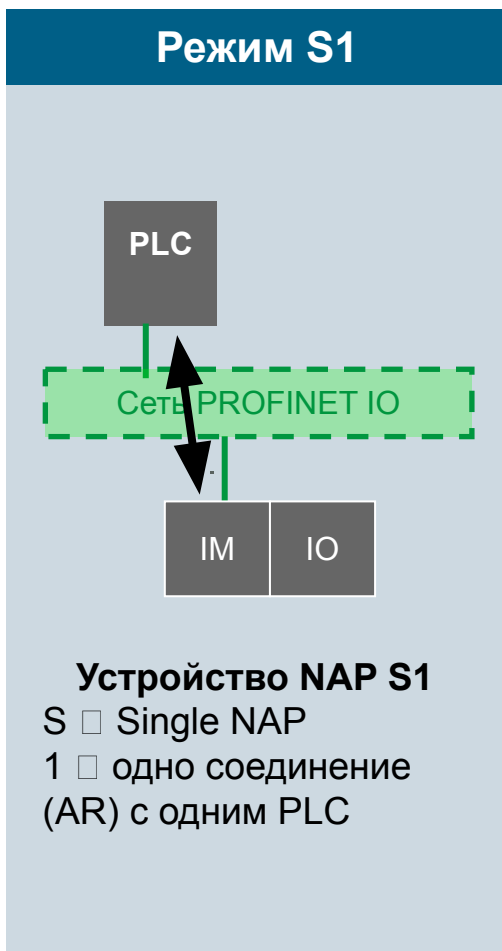 Режим S1
PLC
Сеть PROFINET IO
IM IO
Устройство NAP S1
S □ Single NAP
1 □ одно соединение
(AR) с одним PLC